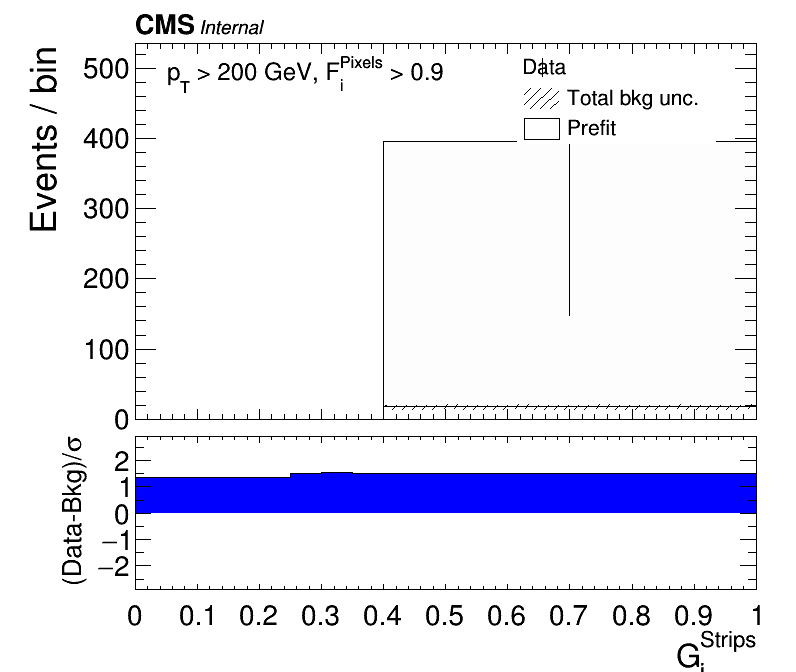 CMS Internal
p_T > 200 GeV, F_i^Pixels > 0.9
Data
Total bkg unc.
Prefit
Events / bin
500
400
300
200
100
0
(Data-Bkg)/σ
2
1
0
−1
−2
0 0.1 0.2 0.3 0.4 0.5 0.6 0.7 0.8 0.9 1
G_i^Strips